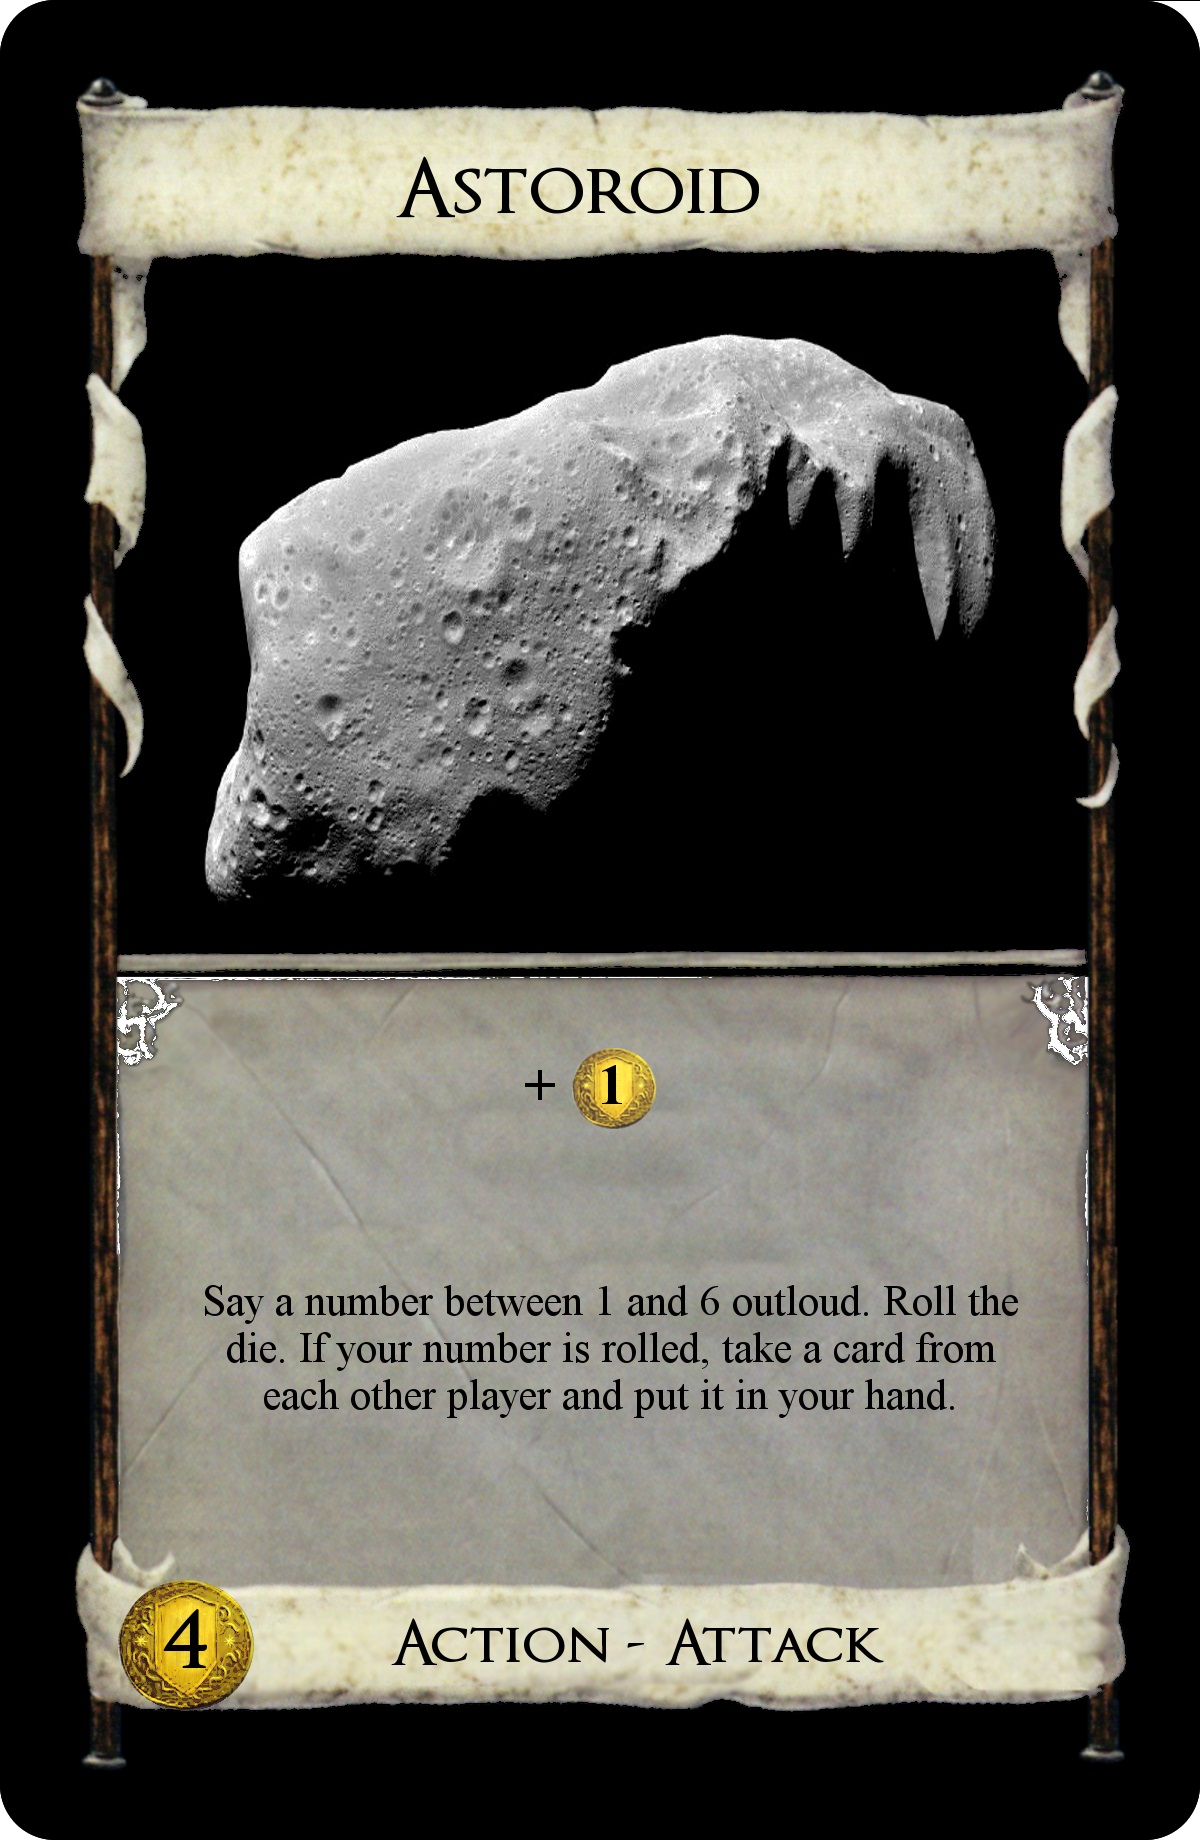 ASTOROID
+ 1
Say a number between 1 and 6 outloud. Roll the
die. If your number is rolled, take a card from
each other player and put it in your hand.
4 ACTION - ATTACK